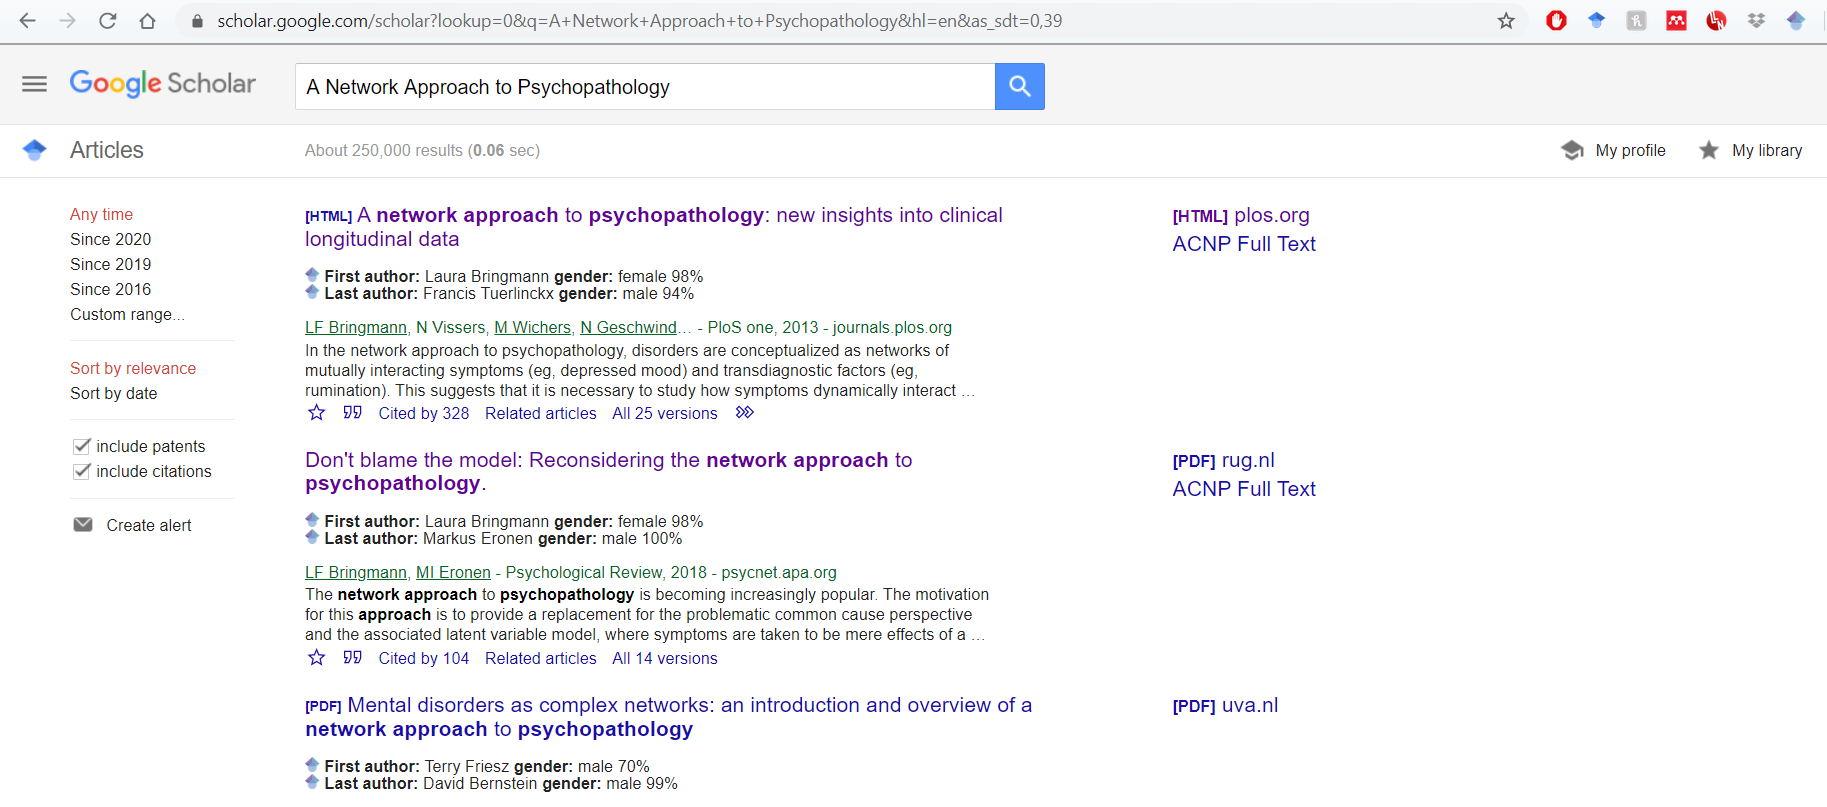 scholar.google.com/scholar?lookup=0&q=A+Network+Approach+to+Psychopathology&hl=en&as_sdt=0,39
Google Scholar
A Network Approach to Psychopathology
Articles
About 250,000 results (0.06 sec)
My profile
My library
Any time
Since 2020
Since 2019
Since 2016
Custom range...
Sort by relevance
Sort by date
include patents
include citations
Create alert
[HTML] A network approach to psychopathology: new insights into clinical
longitudinal data
First author: Laura Bringmann gender: female 98%
Last author: Francis Tuerlinckx gender: male 94%
LF Bringmann, N Vissers, M Wichers, N Geschwind… - PloS one, 2013 - journals.plos.org
In the network approach to psychopathology, disorders are conceptualized as networks of
mutually interacting symptoms (eg, depressed mood) and transdiagnostic factors (eg,
rumination). This suggests that it is necessary to study how symptoms dynamically interact …
Cited by 328 Related articles All 25 versions
[HTML] plos.org
ACNP Full Text
Don't blame the model: Reconsidering the network approach to
psychopathology.
First author: Laura Bringmann gender: female 98%
Last author: Markus Eronen gender: male 100%
LF Bringmann, MI Eronen - Psychological Review, 2018 - psycnet.apa.org
The network approach to psychopathology is becoming increasingly popular. The motivation
for this approach is to provide a replacement for the problematic common cause perspective
and the associated latent variable model, where symptoms are taken to be mere effects of a …
Cited by 104 Related articles All 14 versions
[PDF] rug.nl
ACNP Full Text
[PDF] Mental disorders as complex networks: an introduction and overview of a
network approach to psychopathology
First author: Terry Friesz gender: male 70%
Last author: David Bernstein gender: male 99%
[PDF] uva.nl